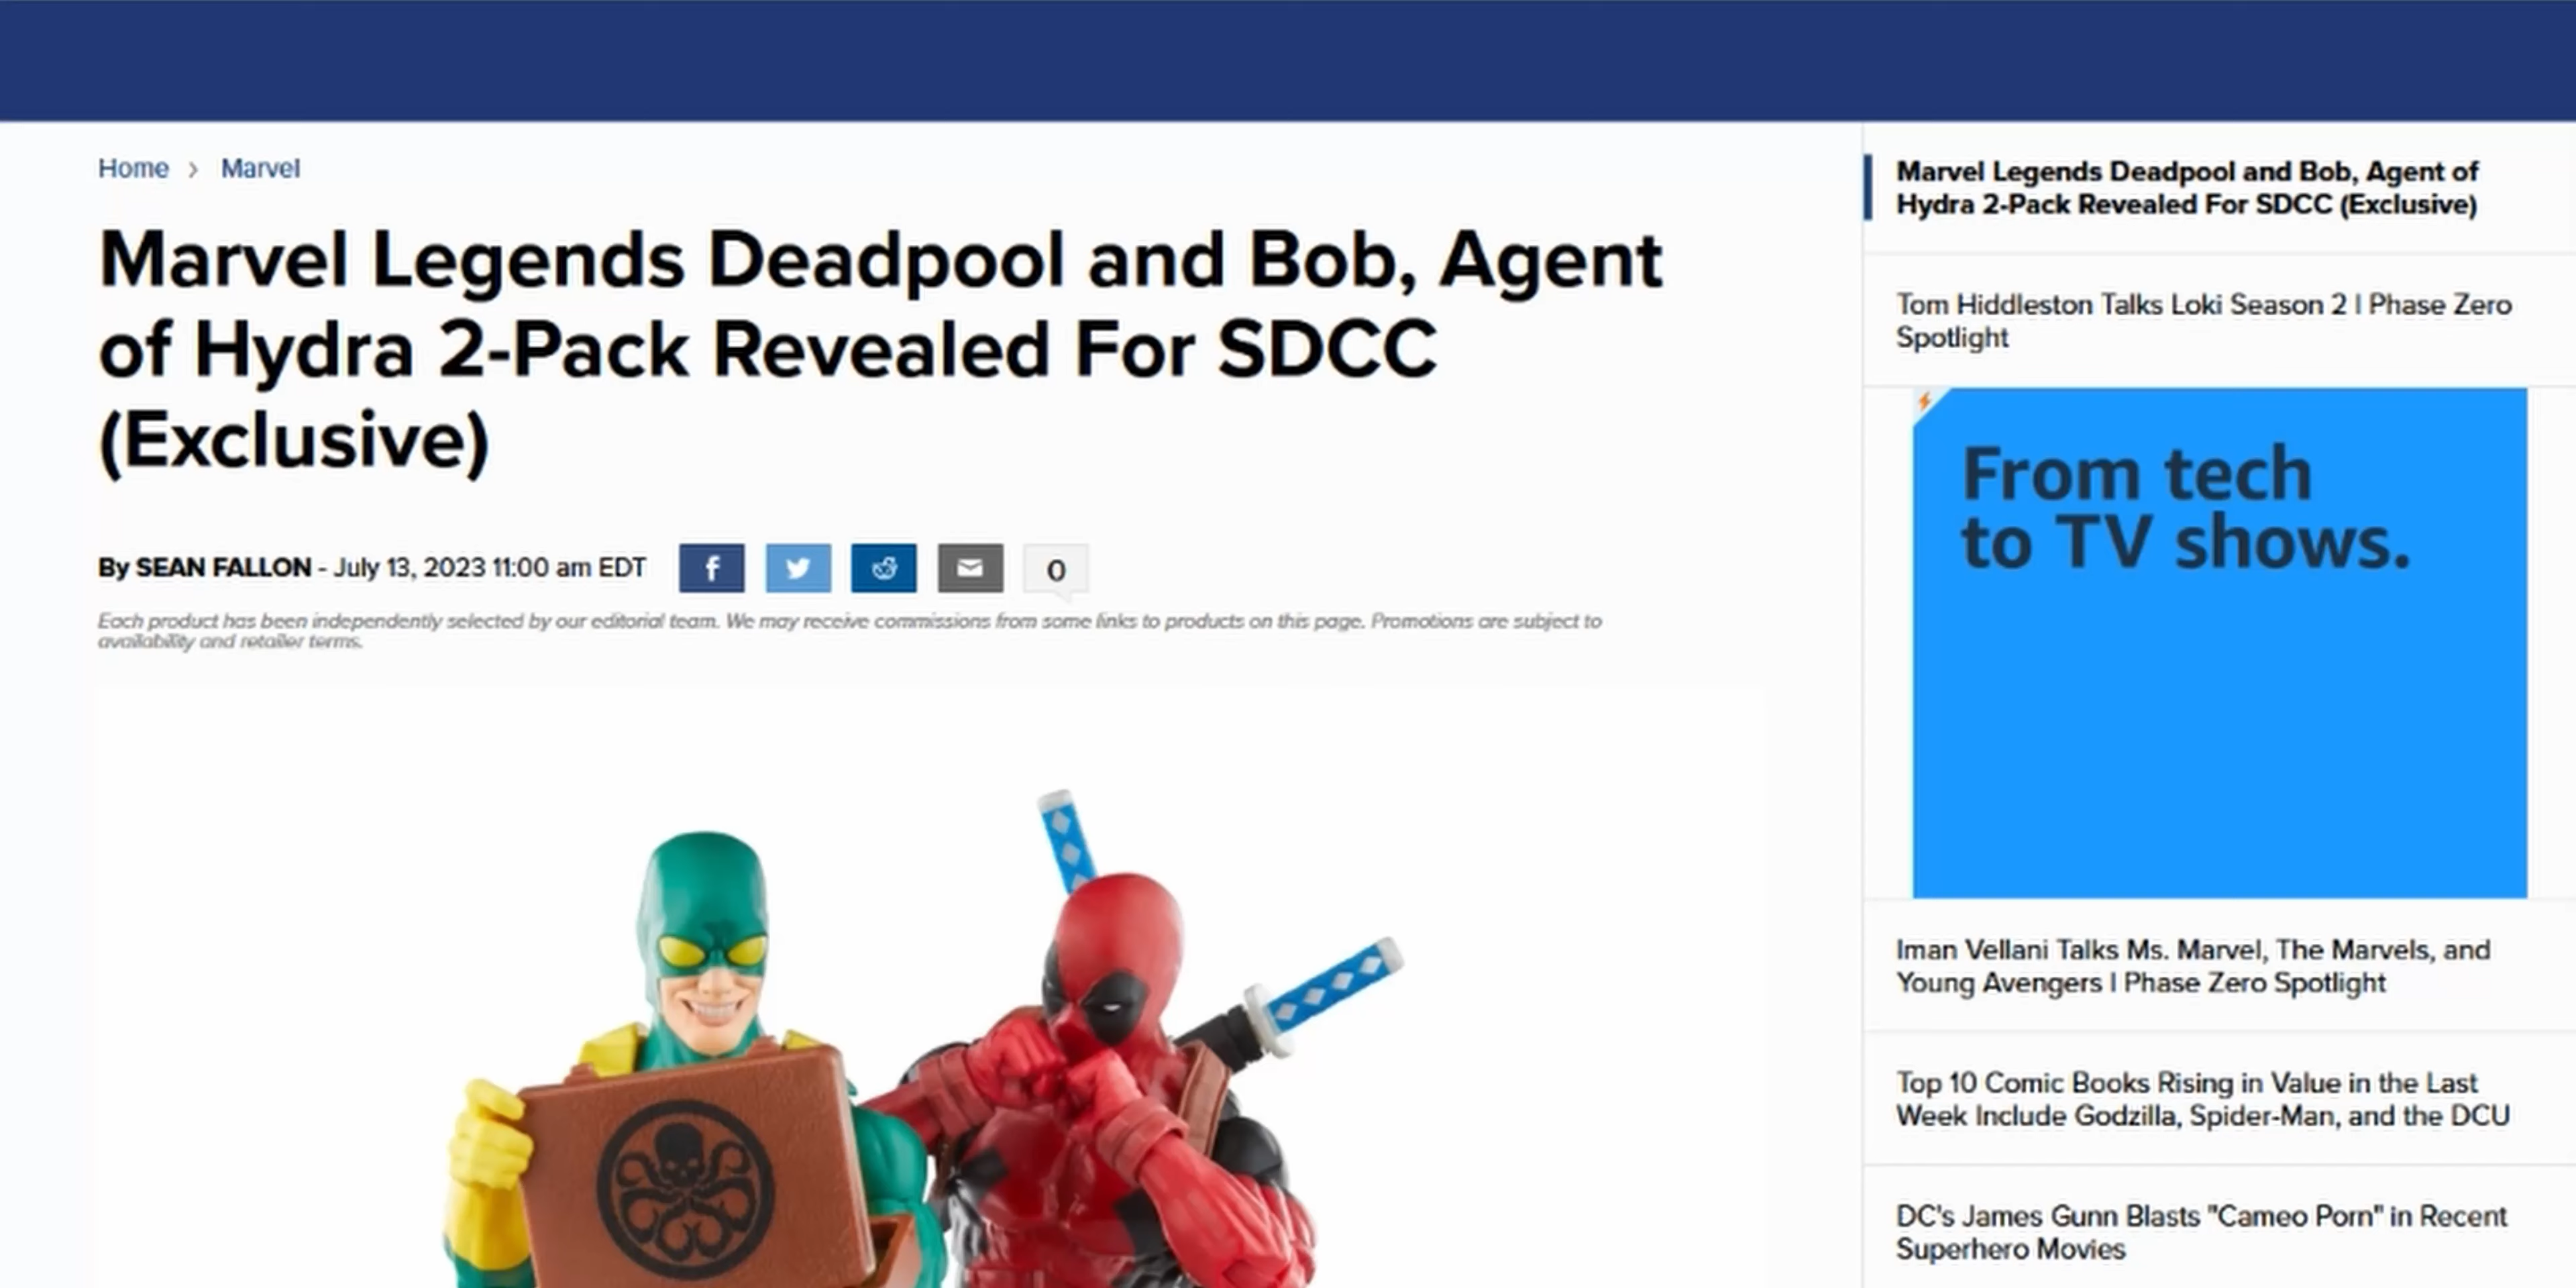 Home > Marvel
Marvel Legends Deadpool and Bob, Agent
of Hydra 2-Pack Revealed For SDCC
(Exclusive)
By SEAN FALLON - July 13, 2023 11:00 am EDT
0
Each product has been independently selected by our editorial team. We may receive commissions from some links to products on this page. Promotions are subject to
availability and retailer terms.
Marvel Legends Deadpool and Bob, Agent of
Hydra 2-Pack Revealed For SDCC (Exclusive)
Tom Hiddleston Talks Loki Season 2 | Phase Zero
Spotlight
From tech
to TV shows.
Iman Vellani Talks Ms. Marvel, The Marvels, and
Young Avengers | Phase Zero Spotlight
Top 10 Comic Books Rising in Value in the Last
Week Include Godzilla, Spider-Man, and the DCU
DC's James Gunn Blasts "Cameo Porn" in Recent
Superhero Movies